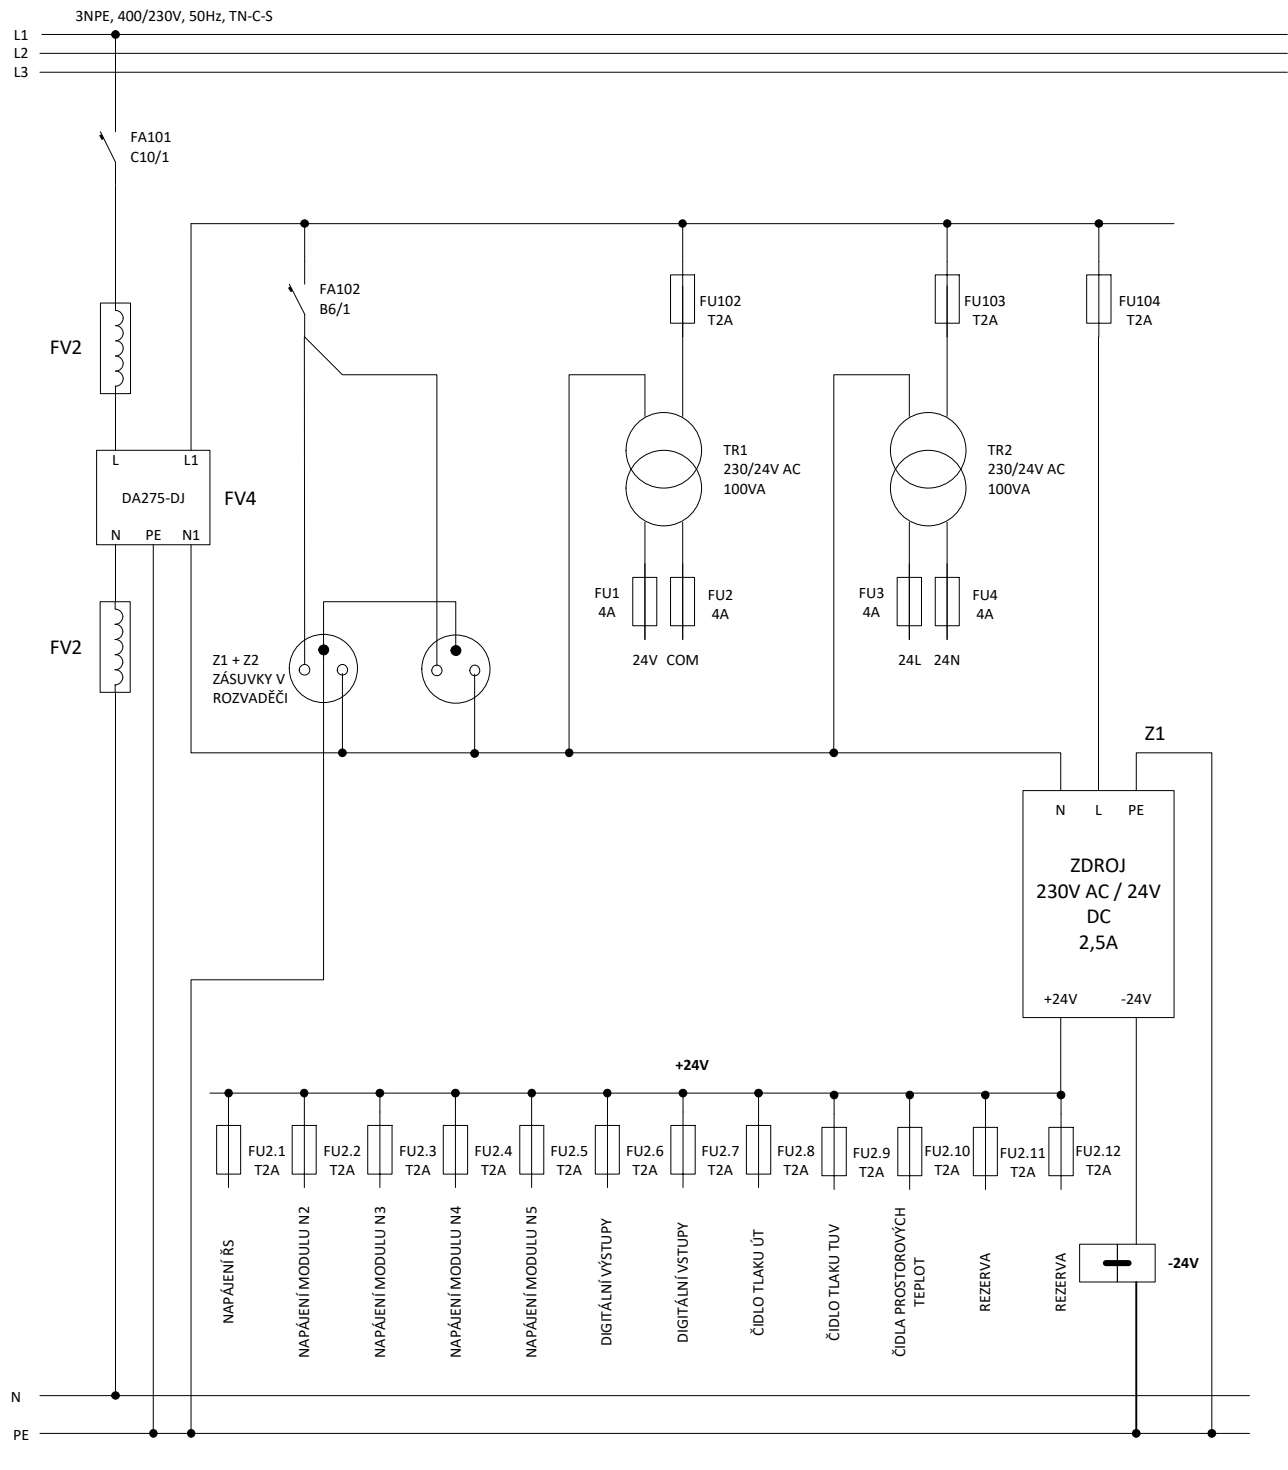 3NPE, 400/230V, 50Hz, TN-C-S
L1
L2
L3
FA101
C10/1
FA102
B6/1
FU102
T2A
FU103
T2A
FU104
T2A
FV2
L
L1
DA275-DJ
FV4
N
PE
N1
TR1
230/24V AC
100VA
TR2
230/24V AC
100VA
FU1
4A
FU2
4A
FU3
4A
FU4
4A
FV2
24V
COM
24L
24N
Z1 + Z2
ZÁSUVKY V
ROZVADĚČI
Z1
N
L
PE
ZDROJ
230V AC / 24V
DC
2,5A
+24V
-24V
+24V
FU2.1
T2A
FU2.2
T2A
FU2.3
T2A
FU2.4
T2A
FU2.5
T2A
FU2.6
T2A
FU2.7
T2A
FU2.8
T2A
FU2.9
T2A
FU2.10
T2A
FU2.11
T2A
FU2.12
T2A
NAPÁJENÍ ŘS
NAPÁJENÍ MODULU N2
NAPÁJENÍ MODULU N3
NAPÁJENÍ MODULU N4
NAPÁJENÍ MODULU N5
DIGITÁLNÍ VÝSTUPY
DIGITÁLNÍ VSTUPY
ČIDLO TLAKU ÚT
ČIDLO TLAKU TUV
ČIDLA PROSTOROVÝCH
TEPLOT
REZERVA
REZERVA
-24V
N
PE